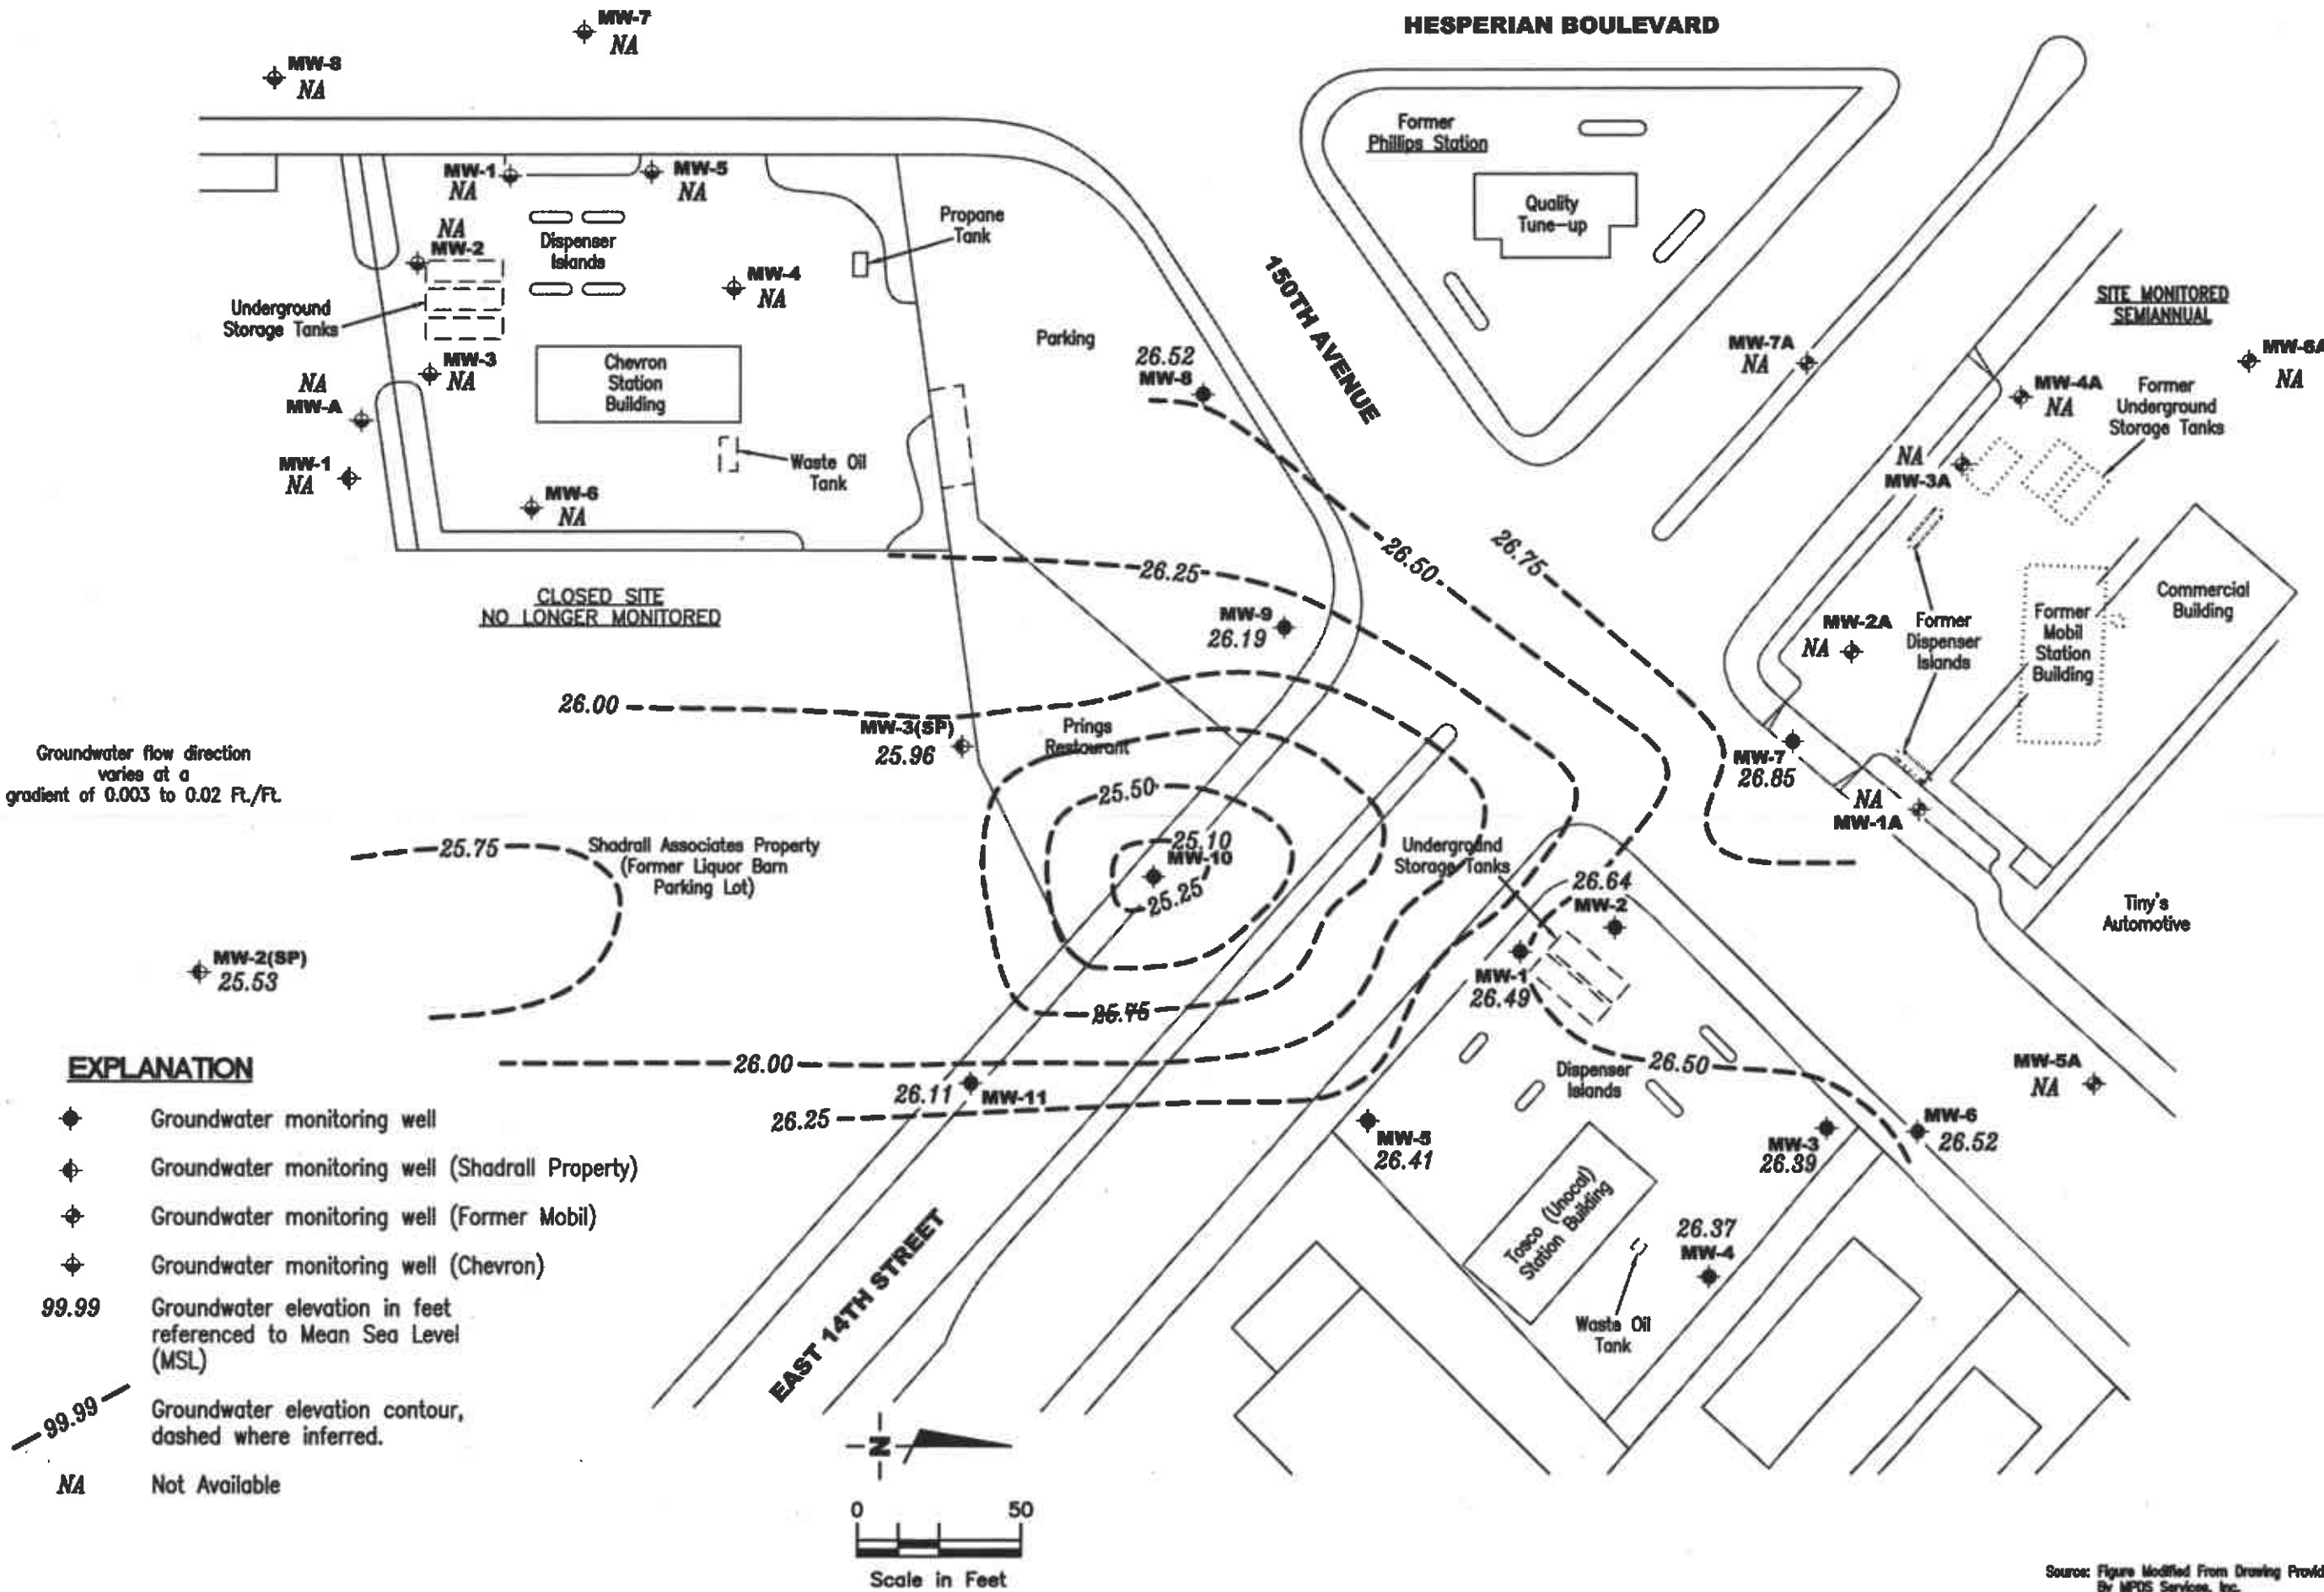 HESPERIAN BOULEVARD
MW-7
NA
MW-8
NA
MW-1
NA
MW-5
NA
NA
MW-2
Dispenser
Islands
MW-4
NA
Propane
Tank
Underground
Storage Tanks
MW-3
NA
Chevron
Station
Building
NA
MW-A
MW-1
NA
Waste Oil
Tank
MW-6
NA
CLOSED SITE
NO LONGER MONITORED
Parking
26.52
MW-8
150TH AVENUE
Former
Phillips Station
Quality
Tune-up
MW-7A
NA
SITE MONITORED
SEMIANNUAL
MW-6A
NA
MW-4A
NA
Former
Underground
Storage Tanks
NA
MW-3A
MW-2A
NA
Former
Dispenser
Islands
Former
Mobil
Station
Building
Commercial
Building
26.25
26.50
26.75
MW-9
26.19
26.00
MW-3(SP)
25.96
Prings
Restaurant
MW-7
26.85
NA
MW-1A
Tiny's
Automotive
Groundwater flow direction
varies at a
gradient of 0.003 to 0.02 Ft./Ft.
25.75
Shadrall Associates Property
(Former Liquor Barn
Parking Lot)
25.50
25.10
MW-10
25.25
Underground
Storage Tanks
26.64
MW-2
MW-1
26.49
MW-2(SP)
25.53
25.75
26.00
26.11
MW-11
26.25
MW-5
26.41
Dispenser
Islands
26.50
MW-3
26.39
MW-6
26.52
MW-5A
NA
Tosco (Unocal)
Station Building
26.37
MW-4
Waste Oil
Tank
EAST 14TH STREET
EXPLANATION
Groundwater monitoring well
Groundwater monitoring well (Shadrall Property)
Groundwater monitoring well (Former Mobil)
Groundwater monitoring well (Chevron)
99.99 Groundwater elevation in feet
referenced to Mean Sea Level
(MSL)
99.99 Groundwater elevation contour,
dashed where inferred.
NA Not Available
N
0 50
Scale in Feet
Source: Figure Modified From Drawing Provid
By MPDS Services, Inc.